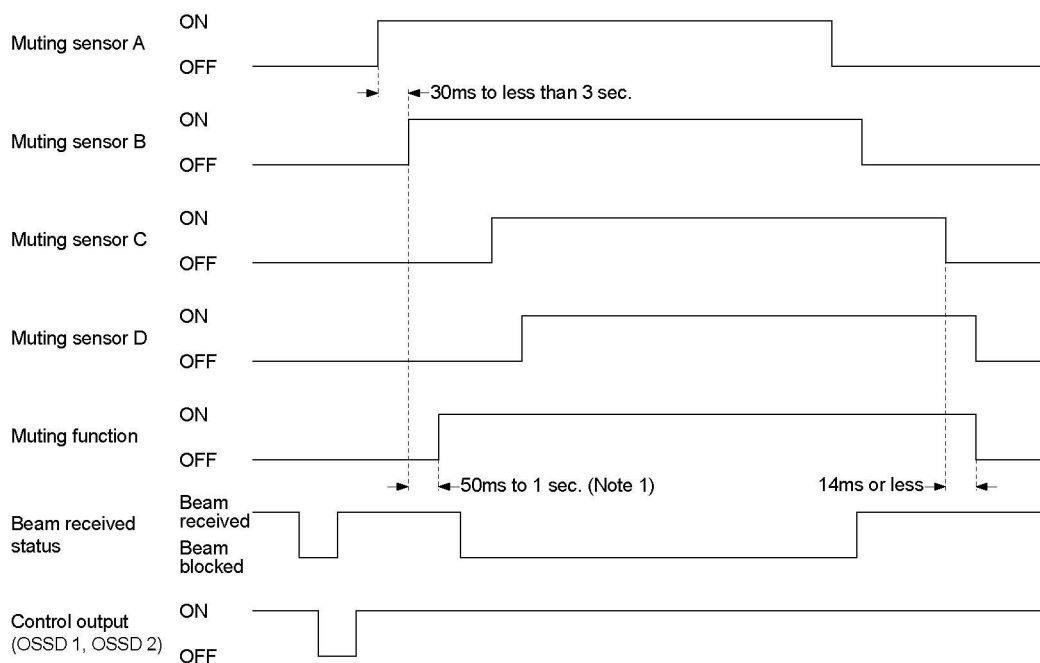 ON
Muting sensor A
OFF
30ms to less than 3 sec.
ON
Muting sensor B
OFF
ON
Muting sensor C
OFF
ON
Muting sensor D
OFF
ON
Muting function
OFF
50ms to 1 sec. (Note 1)
14ms or less
Beam received status
Beam
received
Beam
blocked
ON
Control output
(OSSD 1, OSSD 2)
OFF